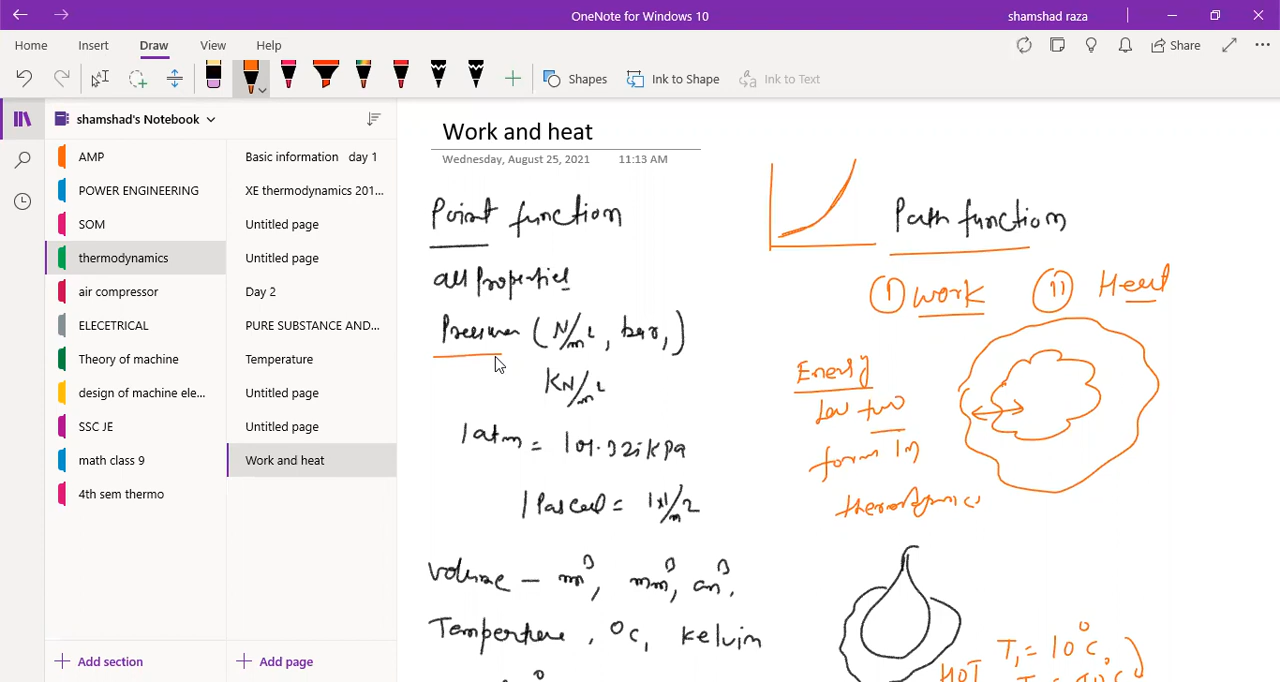 OneNote for Windows 10
shamshad raza
Home Insert Draw View Help
Share
Shapes
Ink to Shape
Ink to Text
shamshad's Notebook
AMP
POWER ENGINEERING
SOM
thermodynamics
air compressor
ELECETRICAL
Theory of machine
design of machine ele...
SSC JE
math class 9
4th sem thermo
Add section
Basic information day 1
XE thermodynamics 201...
Untitled page
Untitled page
Day 2
PURE SUBSTANCE AND...
Temperature
Untitled page
Untitled page
Work and heat
Add page
Work and heat
Wednesday, August 25, 2021 11:13 AM
Point function
all Properties
Pressure (N/m2, bar,)
KN/m2
1 atm = 101.325 kPa
1 Pascal = 1N/m2
Volume - m3, mm3, cm3.
Temperture, °C, Kelvin
Path function
(I) work (II) Heat
Energy
two
form In
thermodynamics
T1 = 10°C
HOT